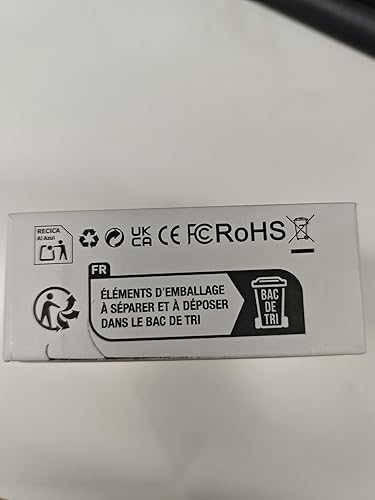 RECICA
Al Azul
UK
CA
CE FC RoHS
FR
ÉLÉMENTS D'EMBALLAGE
À SÉPARER ET À DÉPOSER
DANS LE BAC DE TRI
BAC
DE
TRI